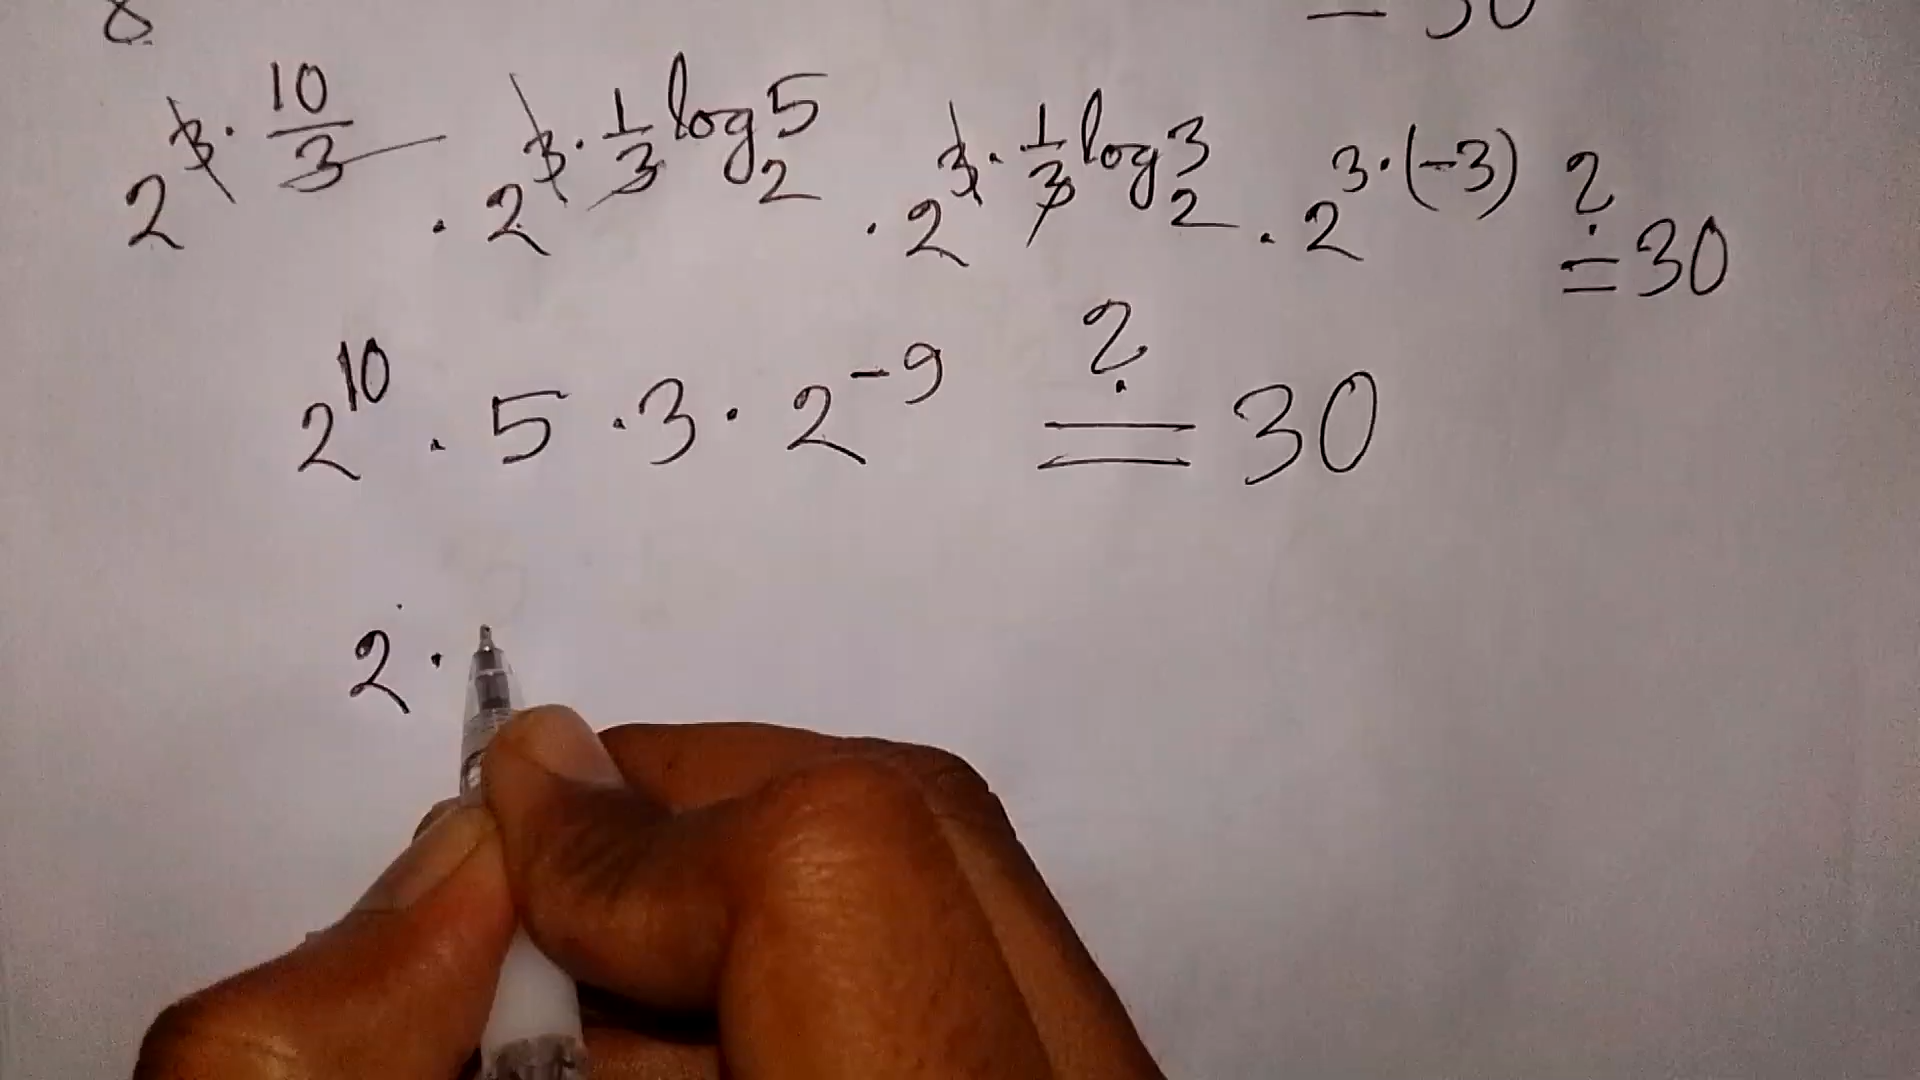 8 = 30
2^{3·10/3} · 2^{3·1/3 log_2 5} · 2^{3·1/3 log_2 3} · 2^{3·(-3)} ≟ 30
2^{10} · 5 · 3 · 2^{-9} ≟ 30
2 ·